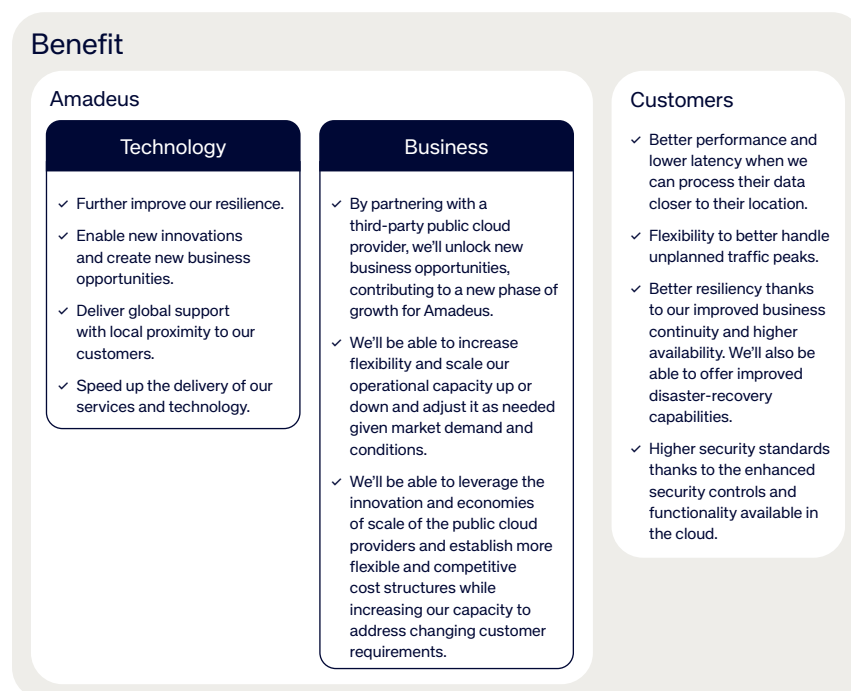 Benefit
Amadeus
Technology
Further improve our resilience.
Enable new innovations
and create new business
opportunities.
Deliver global support
with local proximity to our
customers.
Speed up the delivery of our
services and technology.
Business
By partnering with a
third-party public cloud
provider, we’ll unlock new
business opportunities,
contributing to a new phase of
growth for Amadeus.
We’ll be able to increase
flexibility and scale our
operational capacity up or
down and adjust it as needed
given market demand and
conditions.
We’ll be able to leverage the
innovation and economies
of scale of the public cloud
providers and establish more
flexible and competitive
cost structures while
increasing our capacity to
address changing customer
requirements.
Customers
Better performance and
lower latency when we
can process their data
closer to their location.
Flexibility to better handle
unplanned traffic peaks.
Better resiliency thanks
to our improved business
continuity and higher
availability. We’ll also be
able to offer improved
disaster-recovery
capabilities.
Higher security standards
thanks to the enhanced
security controls and
functionality available in
the cloud.